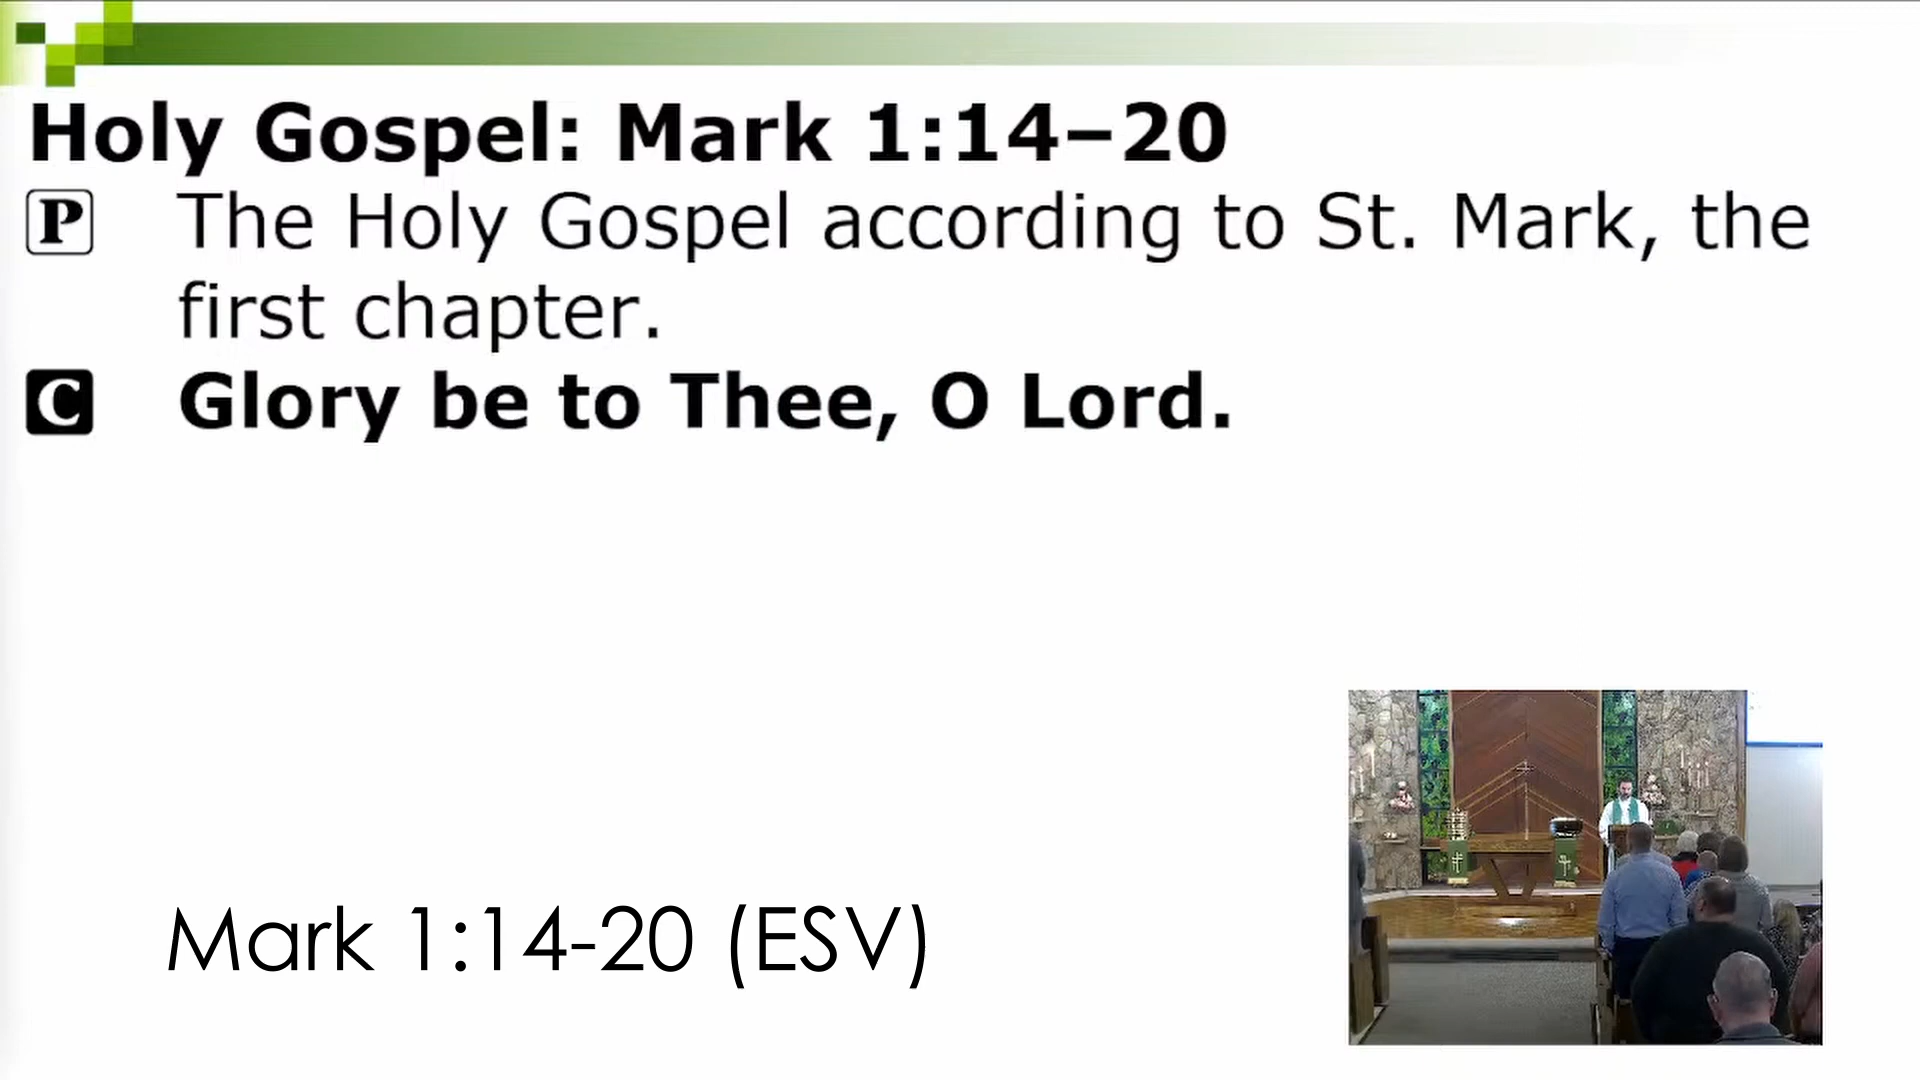 Holy Gospel: Mark 1:14–20
P The Holy Gospel according to St. Mark, the
first chapter.
C Glory be to Thee, O Lord.
Mark 1:14-20 (ESV)